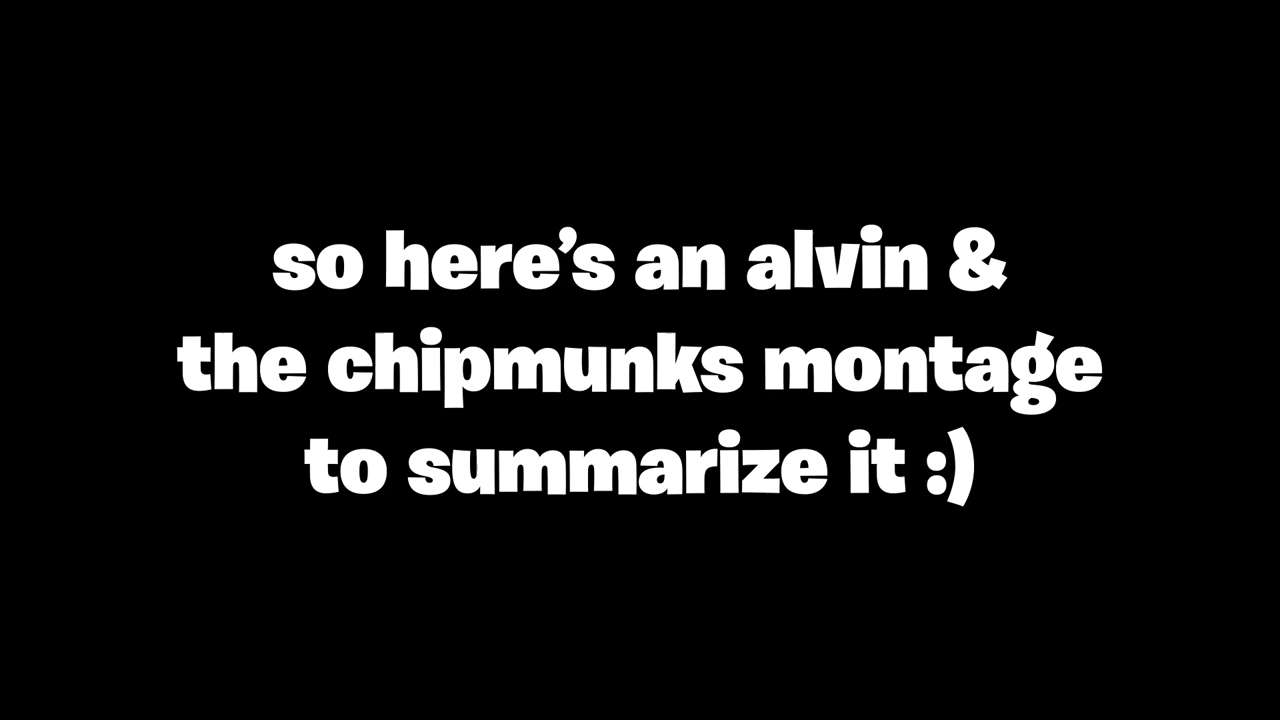 so here’s an alvin &
the chipmunks montage
to summarize it :)